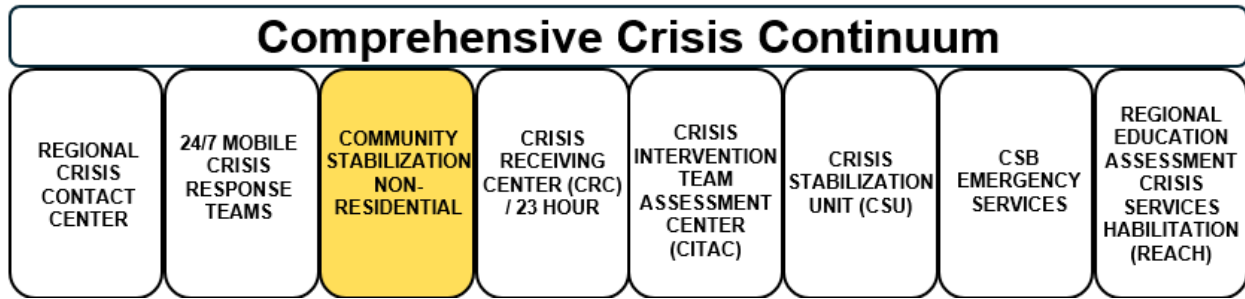 Comprehensive Crisis Continuum
REGIONAL
CRISIS
CONTACT
CENTER
24/7 MOBILE
CRISIS
RESPONSE
TEAMS
COMMUNITY
STABILIZATION
NON-
RESIDENTIAL
CRISIS
RECEIVING
CENTER (CRC)
/ 23 HOUR
CRISIS
INTERVENTION
TEAM
ASSESSMENT
CENTER
(CITAC)
CRISIS
STABILIZATION
UNIT (CSU)
CSB
EMERGENCY
SERVICES
REGIONAL
EDUCATION
ASSESSMENT
CRISIS
SERVICES
HABILITATION
(REACH)